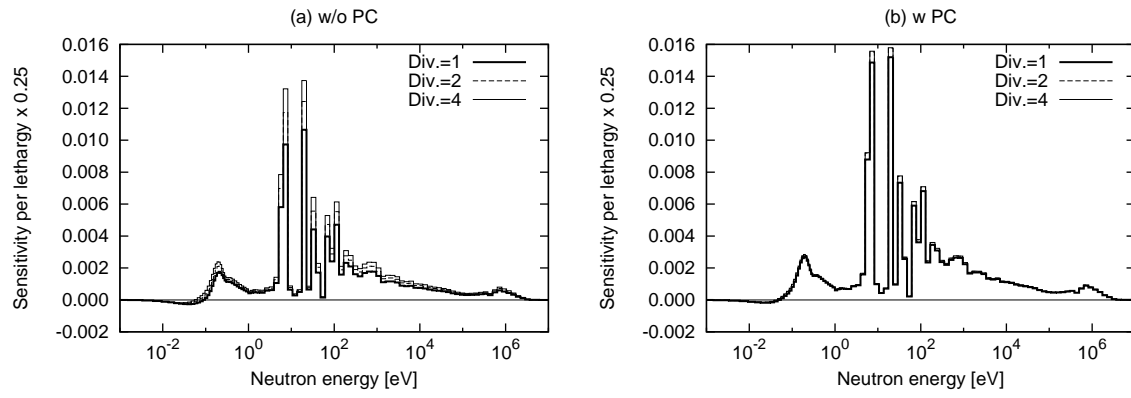 (a) w/o PC
Sensitivity per lethargy x 0.25
0.016
0.014
0.012
0.010
0.008
0.006
0.004
0.002
0.000
-0.002
Div.=1
Div.=2
Div.=4
10^-2
10^0
10^2
10^4
10^6
Neutron energy [eV]
(b) w PC
Sensitivity per lethargy x 0.25
0.016
0.014
0.012
0.010
0.008
0.006
0.004
0.002
0.000
-0.002
Div.=1
Div.=2
Div.=4
10^-2
10^0
10^2
10^4
10^6
Neutron energy [eV]